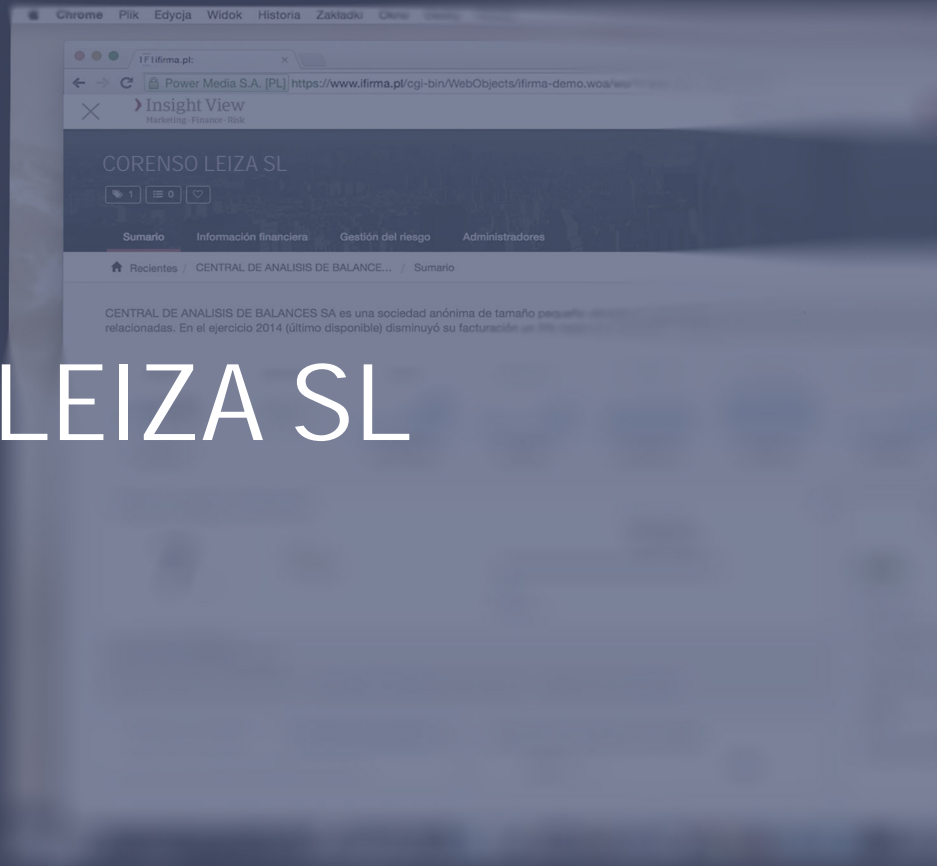 Chrome Plik Edycja Widok Historia Zakładki Okno
ifirma.pl:
Power Media S.A. [PL] https://www.ifirma.pl/cgi-bin/WebObjects/ifirma-demo.woa/
Insight View
Marketing · Finance · Risk
CORENSO LEIZA SL
1 0
Sumario Información financiera Gestión del riesgo Administradores
Recientes / CENTRAL DE ANALISIS DE BALANCE... / Sumario
CENTRAL DE ANALISIS DE BALANCES SA es una sociedad anónima de tamaño pequeño
relacionadas. En el ejercicio 2014 (último disponible) disminuyó su facturación un
LEIZA SL